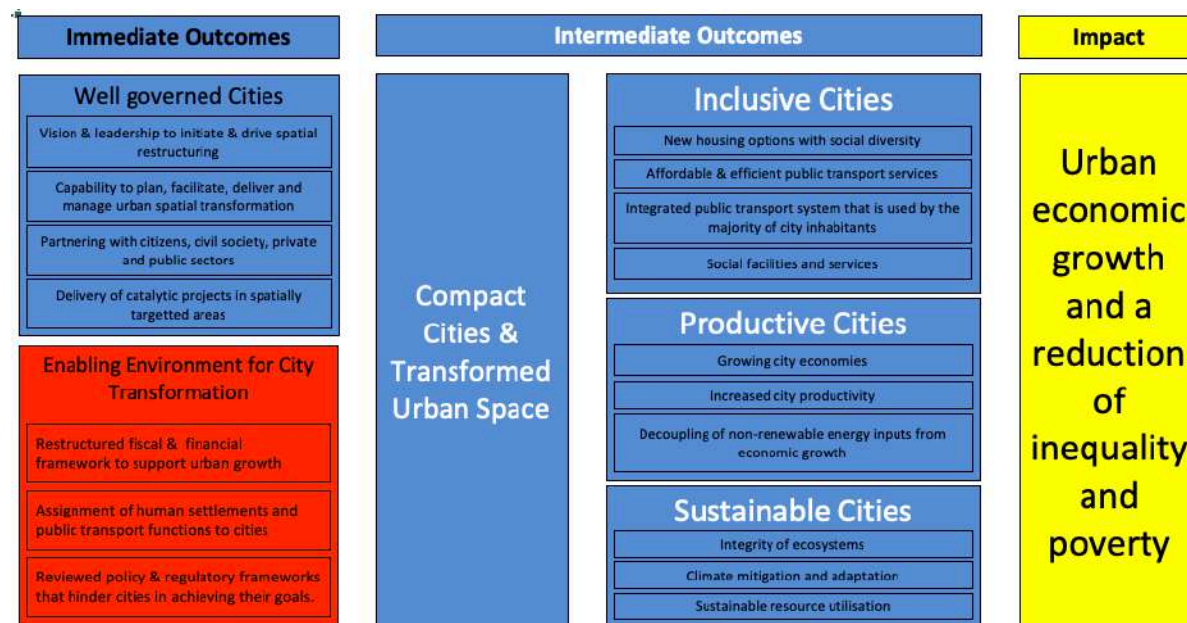 Immediate Outcomes
Well governed Cities
Vision & leadership to initiate & drive spatial
restructuring
Capability to plan, facilitate, deliver and
manage urban spatial transformation
Partnering with citizens, civil society, private
and public sectors
Delivery of catalytic projects in spatially
targetted areas
Enabling Environment for City
Transformation
Restructured fiscal & financial
framework to support urban growth
Assignment of human settlements and
public transport functions to cities
Reviewed policy & regulatory frameworks
that hinder cities in achieving their goals.
Intermediate Outcomes
Compact
Cities &
Transformed
Urban Space
Inclusive Cities
New housing options with social diversity
Affordable & efficient public transport services
Integrated public transport system that is used by the
majority of city inhabitants
Social facilities and services
Productive Cities
Growing city economies
Increased city productivity
Decoupling of non-renewable energy inputs from
economic growth
Sustainable Cities
Integrity of ecosystems
Climate mitigation and adaptation
Sustainable resource utilisation
Impact
Urban
economic
growth
and a
reduction
of
inequality
and
poverty